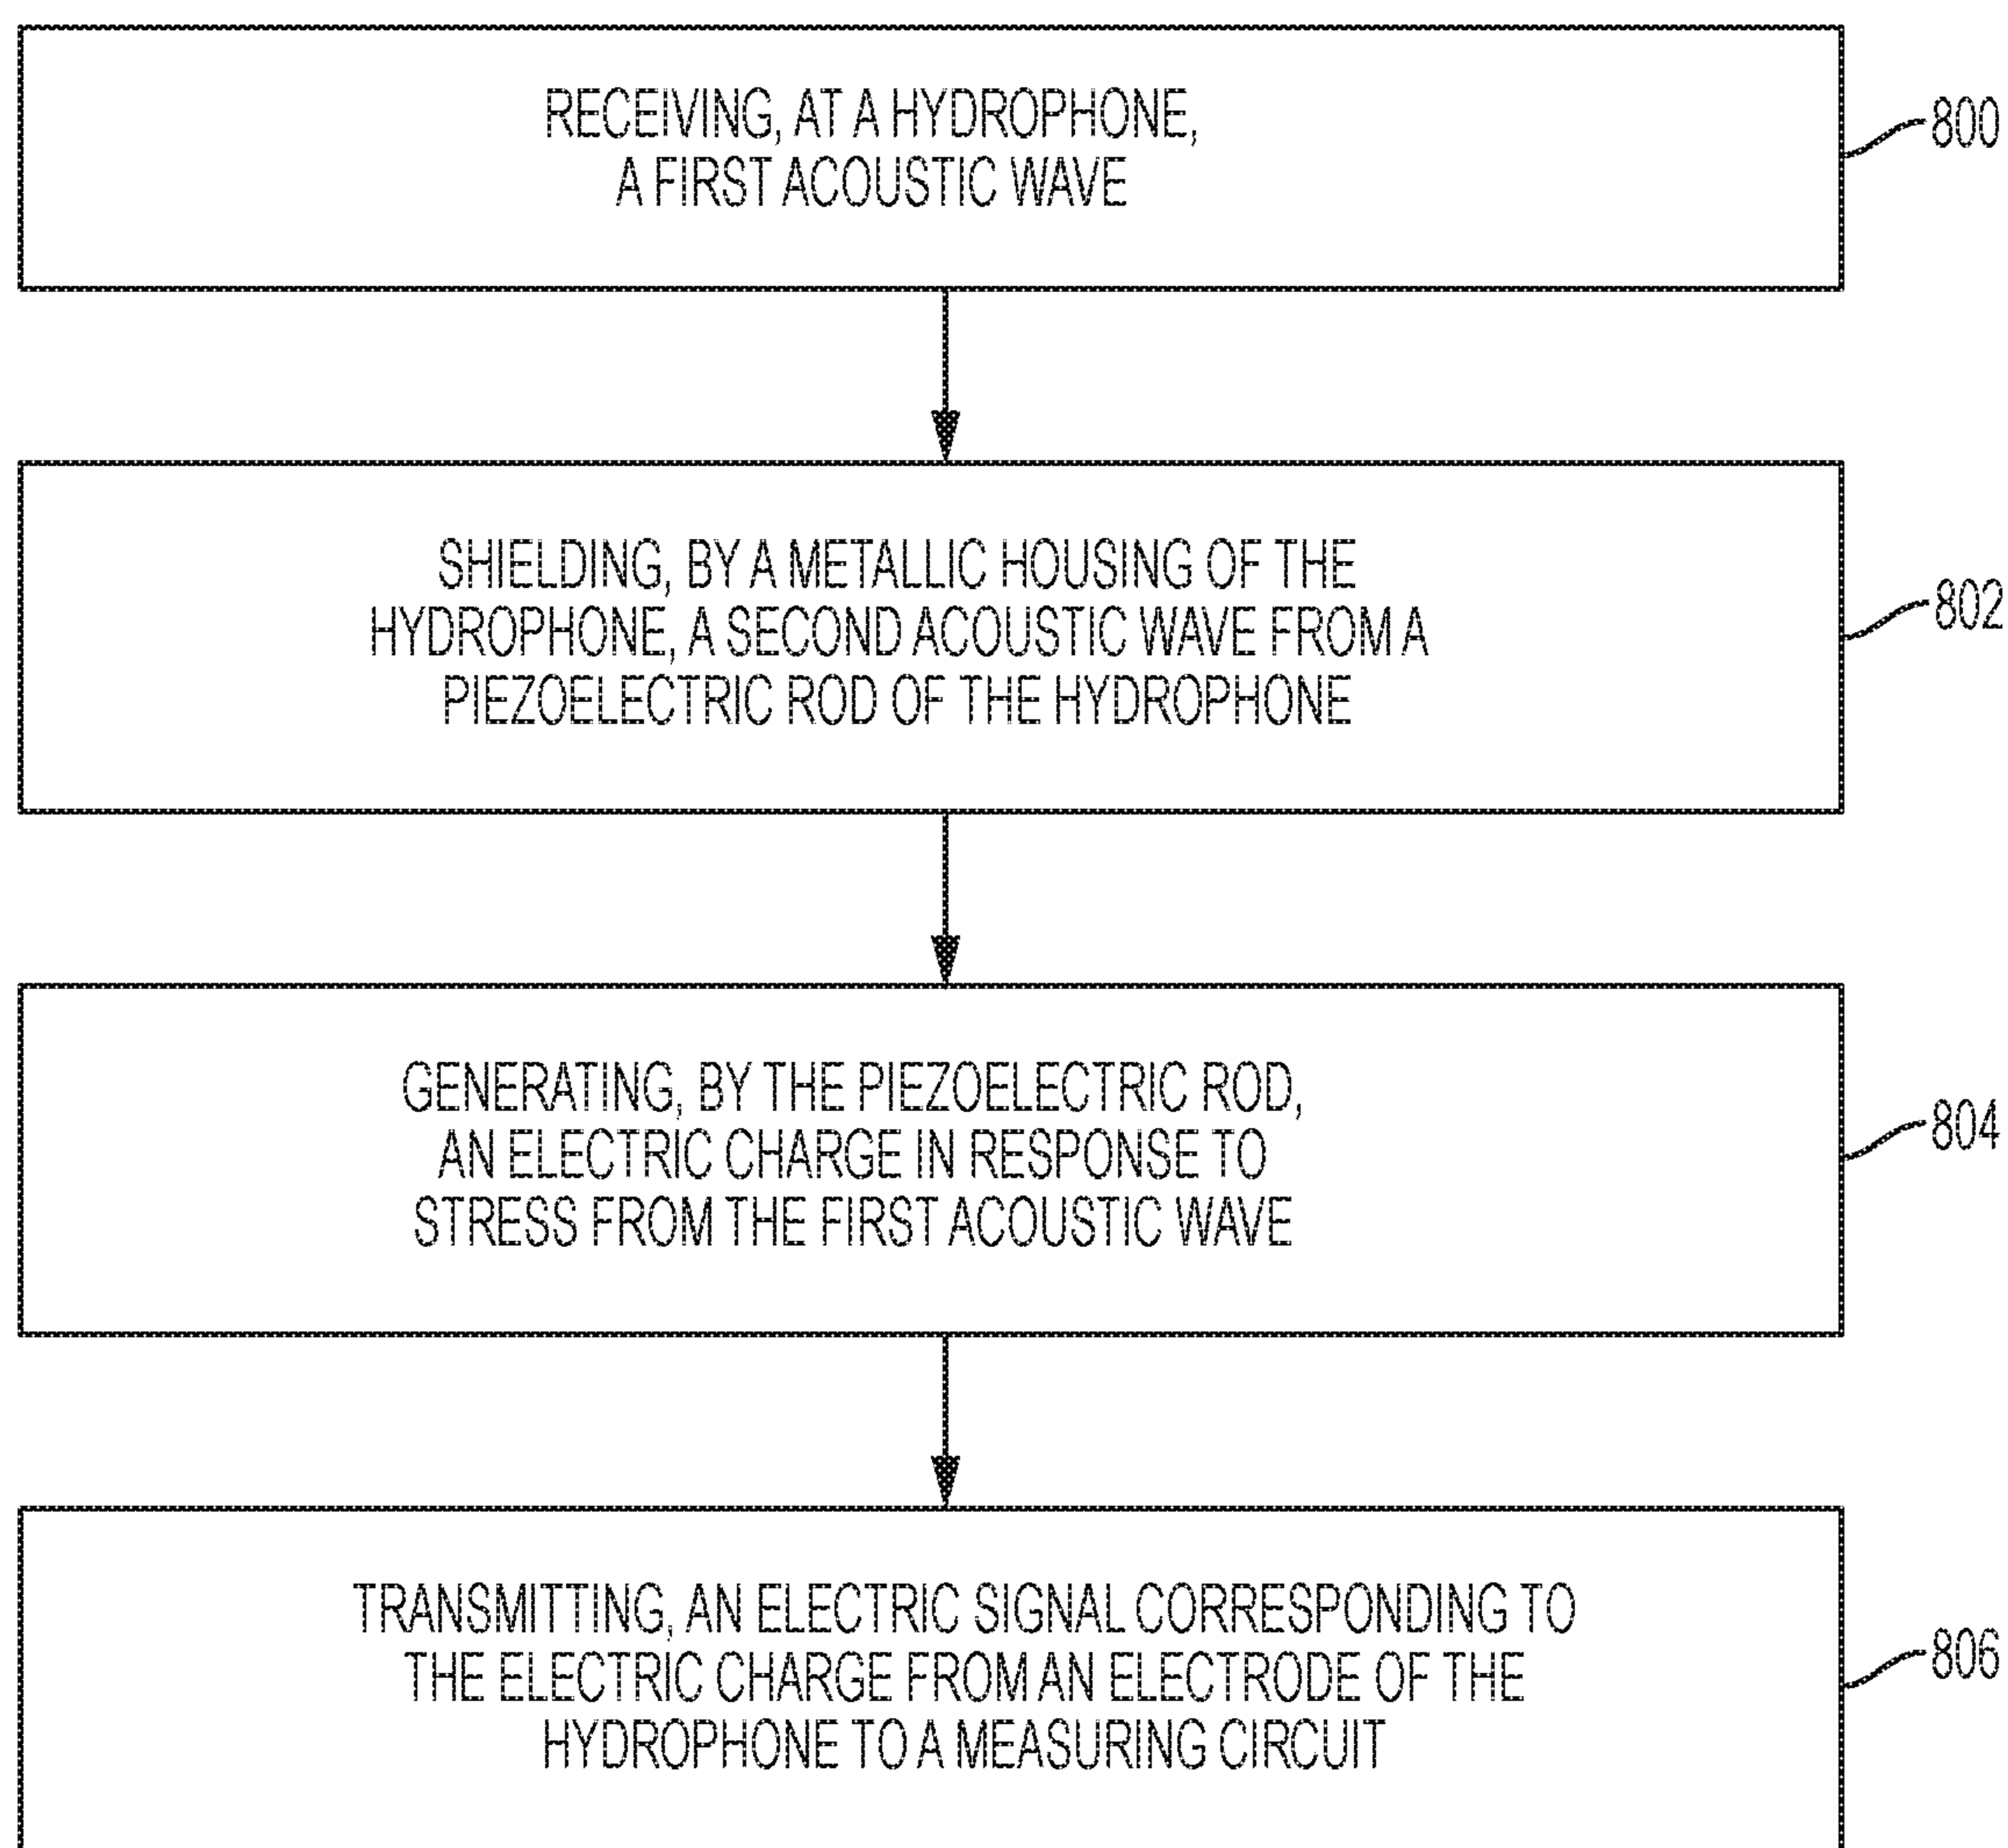 RECEIVING, AT A HYDROPHONE,
A FIRST ACOUSTIC WAVE
800
SHIELDING, BY A METALLIC HOUSING OF THE
HYDROPHONE, A SECOND ACOUSTIC WAVE FROM A
PIEZOELECTRIC ROD OF THE HYDROPHONE
802
GENERATING, BY THE PIEZOELECTRIC ROD,
AN ELECTRIC CHARGE IN RESPONSE TO
STRESS FROM THE FIRST ACOUSTIC WAVE
804
TRANSMITTING, AN ELECTRIC SIGNAL CORRESPONDING TO
THE ELECTRIC CHARGE FROM AN ELECTRODE OF THE
HYDROPHONE TO A MEASURING CIRCUIT
806